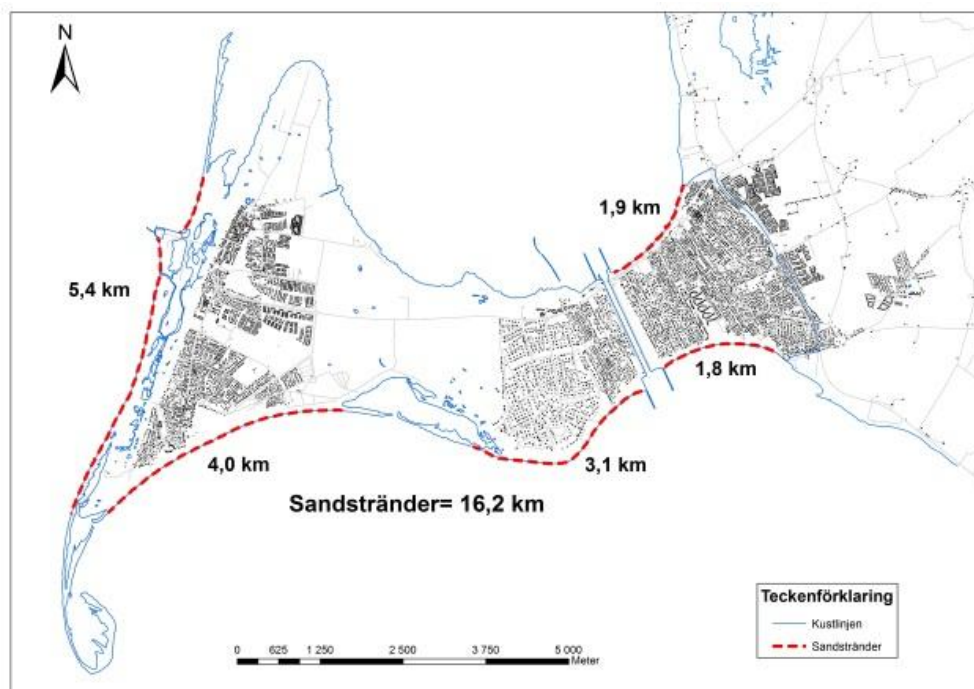 N
1,9 km
5,4 km
1,8 km
4,0 km
3,1 km
Sandstränder= 16,2 km
Teckenförklaring
Kustlinjen
Sandstränder
0 625 1 250 2 500 3 750 5 000
Meter